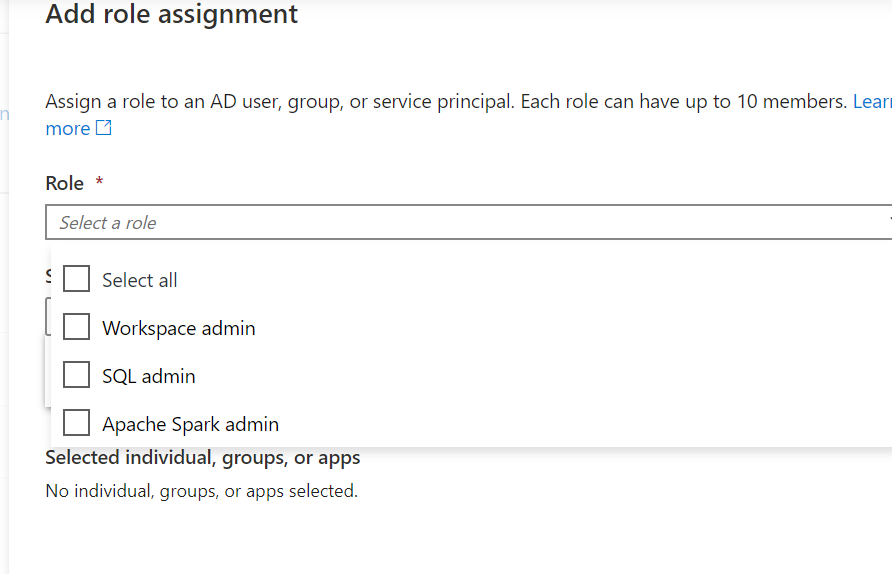 Add role assignment
Assign a role to an AD user, group, or service principal. Each role can have up to 10 members.
more
Role *
Select a role
Select all
Workspace admin
SQL admin
Apache Spark admin
Selected individual, groups, or apps
No individual, groups, or apps selected.